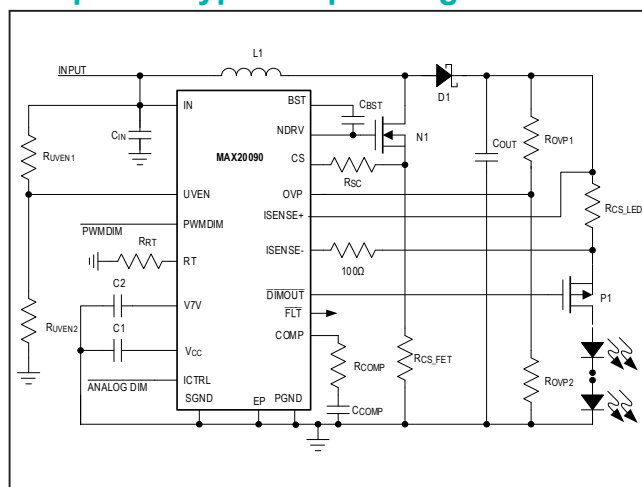 L1
INPUT
D1
IN
BST
CBST
CIN
NDRV
N1
MAX20090
COUT
ROVP1
RUVEN1
CS
RSC
UVEN
OVP
ISENSE+
RCS_LED
PWMDIM
PWMDIM
RRT
RT
ISENSE-
100Ω
C2
V7V
DIMOUT
P1
FLT
C1
COMP
RUVEN2
VCC
RCOMP
RCS_FET
ROVP2
ANALOG DIM
ICTRL
SGND
EP
PGND
CCOMP